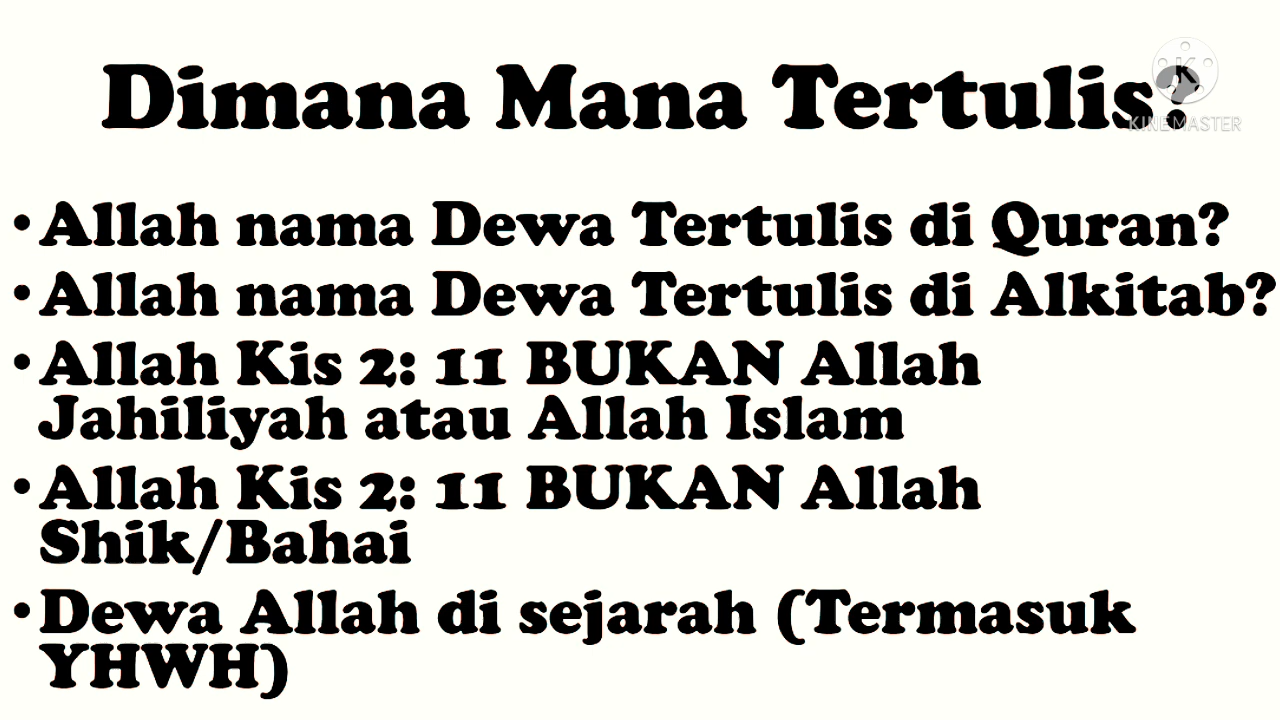 Dimana Mana Tertulis?
KINEMASTER
• Allah nama Dewa Tertulis di Quran?
• Allah nama Dewa Tertulis di Alkitab?
• Allah Kis 2: 11 BUKAN Allah
Jahiliyah atau Allah Islam
• Allah Kis 2: 11 BUKAN Allah
Shik/Bahai
• Dewa Allah di sejarah (Termasuk
YHWH)